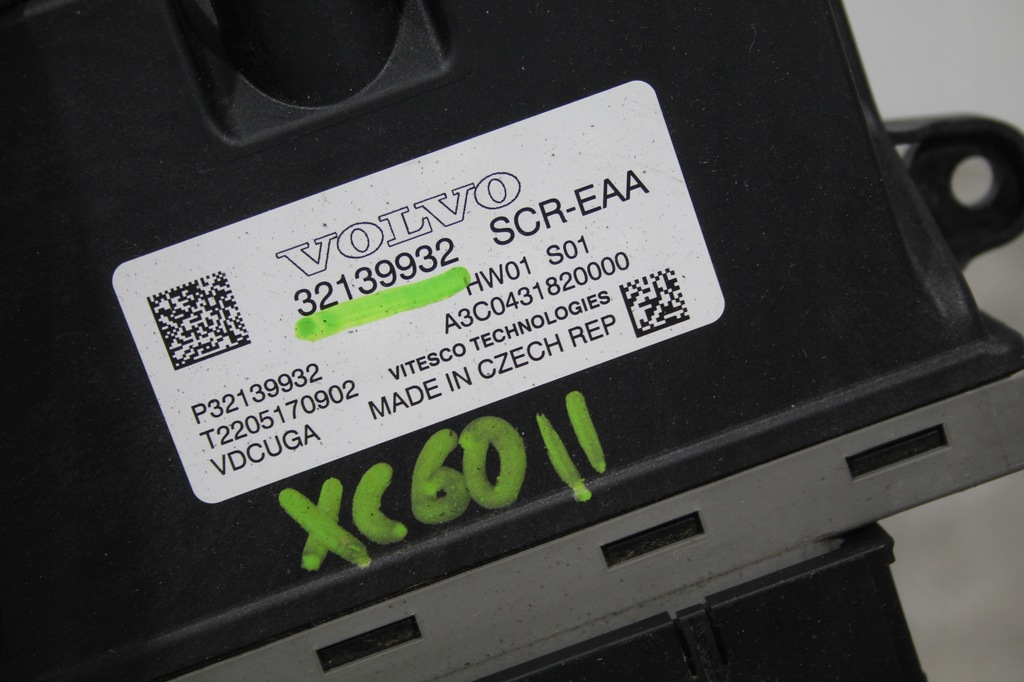 VOLVO
32139932 SCR-EAA
HW01 S01
A3C0431820000
VITESCO TECHNOLOGIES
MADE IN CZECH REP
P32139932
T2205170902
VDCUGA
XC60 II